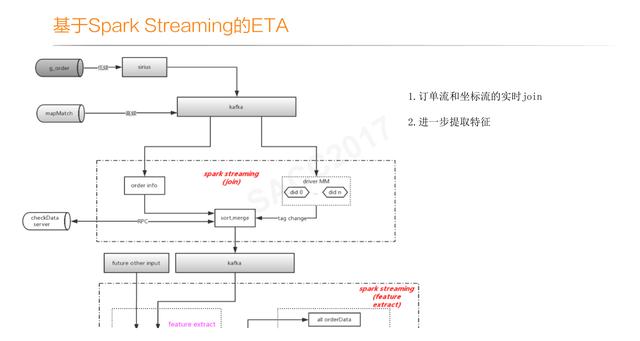 基于Spark Streaming的ETA
g_order
低频
sirius
1.订单流和坐标流的实时join
mapMatch
高频
kafka
2.进一步提取特征
SACC2017
spark streaming
(join)
order info
driver MM
did 0
...
did n
checkData
server
RPC
sort,merge
tag change
future other input
kafka
spark streaming
(feature
extract)
feature extract
all orderData